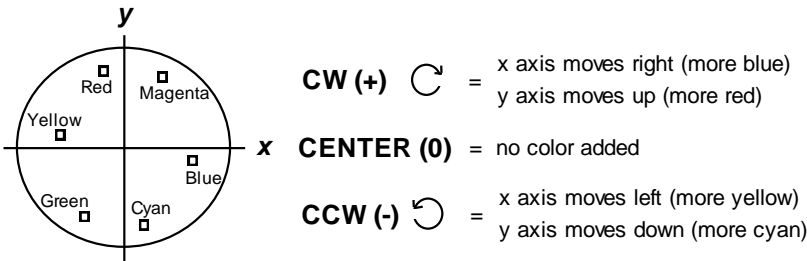 y
Red
Magenta
Yellow
x
Blue
Green
Cyan
CW (+) = x axis moves right (more blue)
y axis moves up (more red)
CENTER (0) = no color added
CCW (-) = x axis moves left (more yellow)
y axis moves down (more cyan)